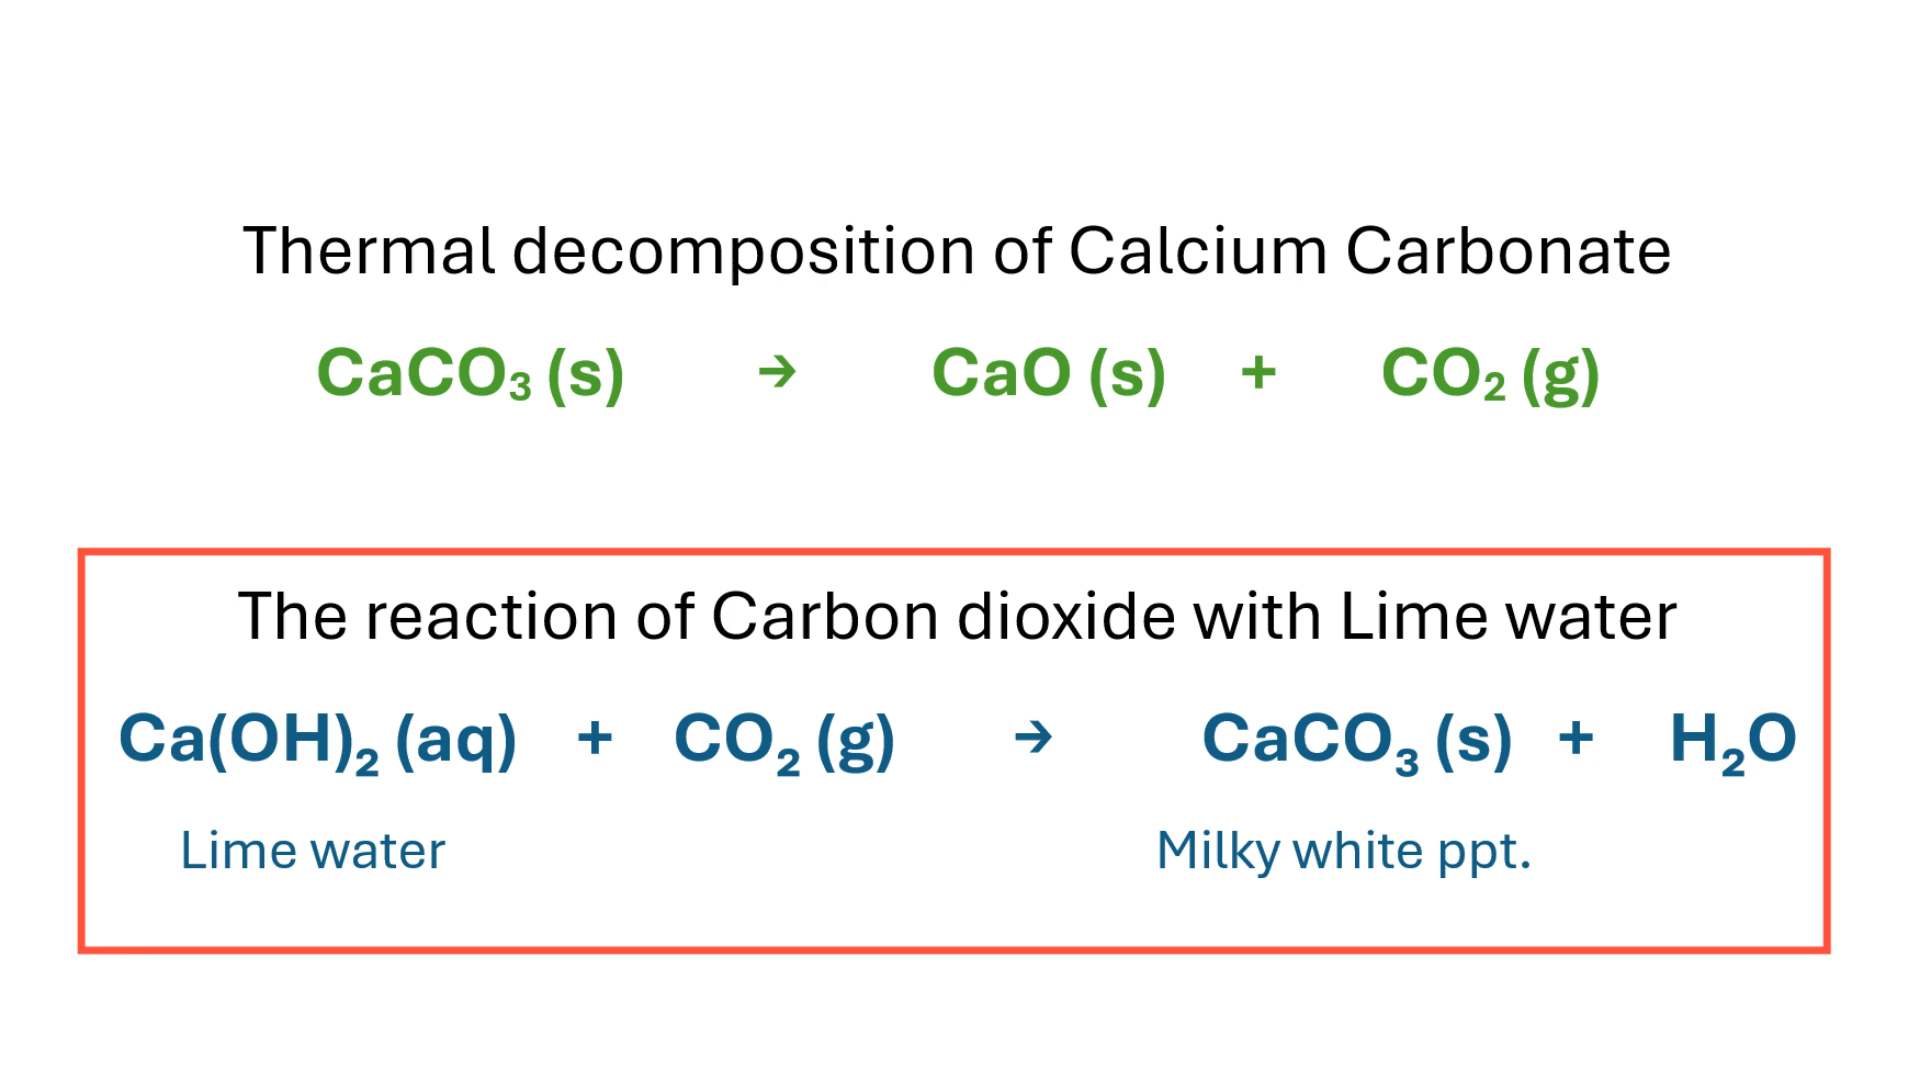 Thermal decomposition of Calcium Carbonate
CaCO₃ (s) → CaO (s) + CO₂ (g)
The reaction of Carbon dioxide with Lime water
Ca(OH)₂ (aq) + CO₂ (g) → CaCO₃ (s) + H₂O
Lime water Milky white ppt.